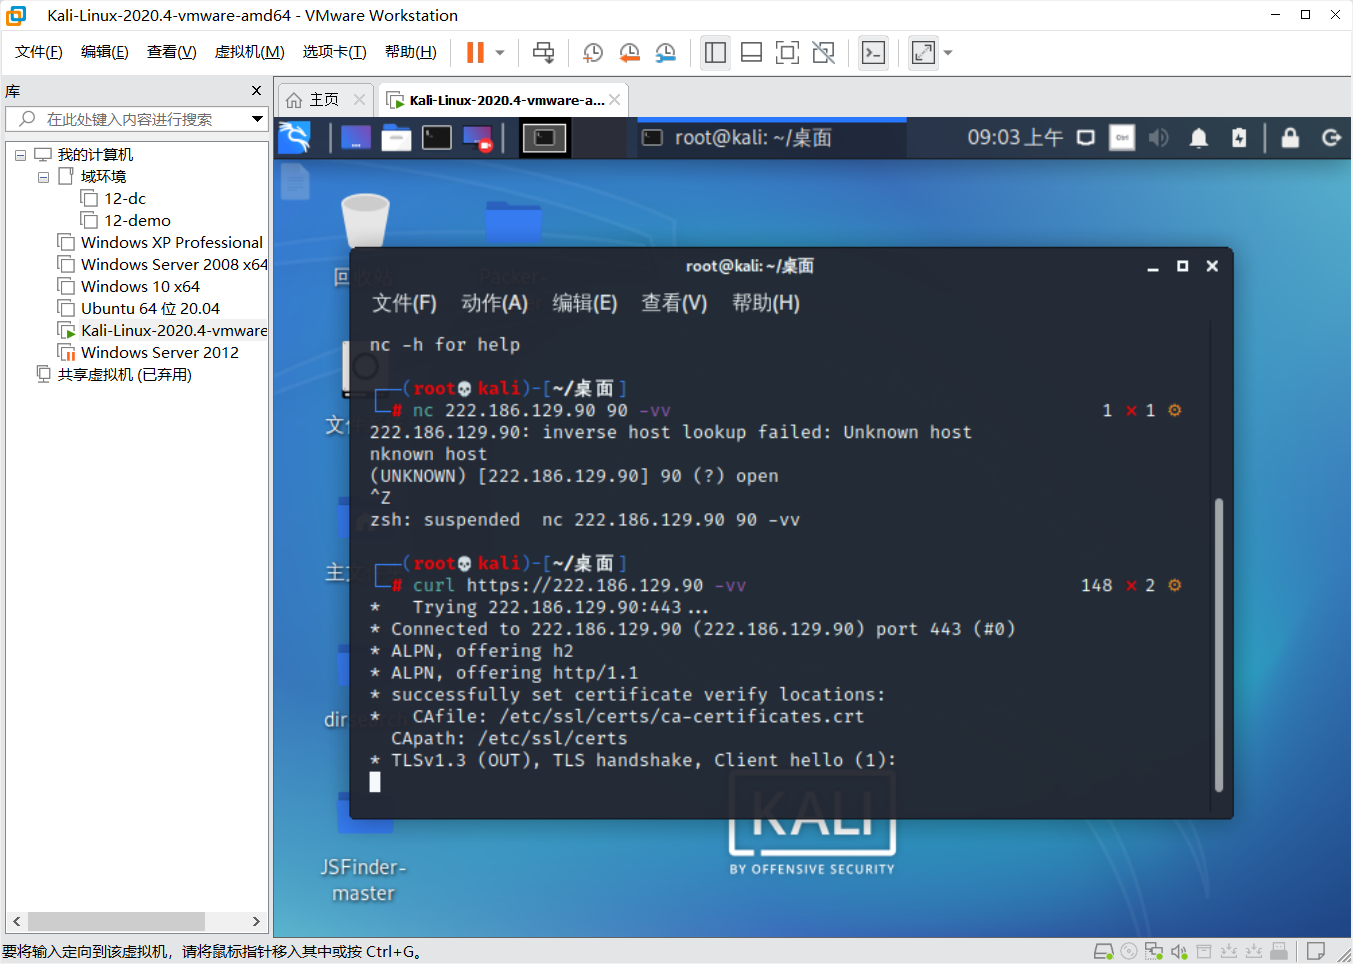 Kali-Linux-2020.4-vmware-amd64 - VMware Workstation
文件(F) 编辑(E) 查看(V) 虚拟机(M) 选项卡(T) 帮助(H)
库
在此处键入内容进行搜索
我的计算机
域环境
12-dc
12-demo
Windows XP Professional
Windows Server 2008 x64
Windows 10 x64
Ubuntu 64 位 20.04
Kali-Linux-2020.4-vmware
Windows Server 2012
共享虚拟机 (已弃用)
主页
Kali-Linux-2020.4-vmware-a...
root@kali: ~/桌面
09:03 上午
Ctrl
回收站
root@kali: ~/桌面
文件(F) 动作(A) 编辑(E) 查看(V) 帮助(H)
nc -h for help
(root💀kali)-[~/桌面]
# nc 222.186.129.90 90 -vv 1 ⨯ 1 ⚙
222.186.129.90: inverse host lookup failed: Unknown host
nknown host
(UNKNOWN) [222.186.129.90] 90 (?) open
^Z
zsh: suspended  nc 222.186.129.90 90 -vv
(root💀kali)-[~/桌面]
# curl https://222.186.129.90 -vv 148 ⨯ 2 ⚙
*   Trying 222.186.129.90:443...
* Connected to 222.186.129.90 (222.186.129.90) port 443 (#0)
* ALPN, offering h2
* ALPN, offering http/1.1
* successfully set certificate verify locations:
*   CAfile: /etc/ssl/certs/ca-certificates.crt
  CApath: /etc/ssl/certs
* TLSv1.3 (OUT), TLS handshake, Client hello (1):
KALI
BY OFFENSIVE SECURITY
JSFinder-
master
要将输入定向到该虚拟机，请将鼠标指针移入其中或按 Ctrl+G。